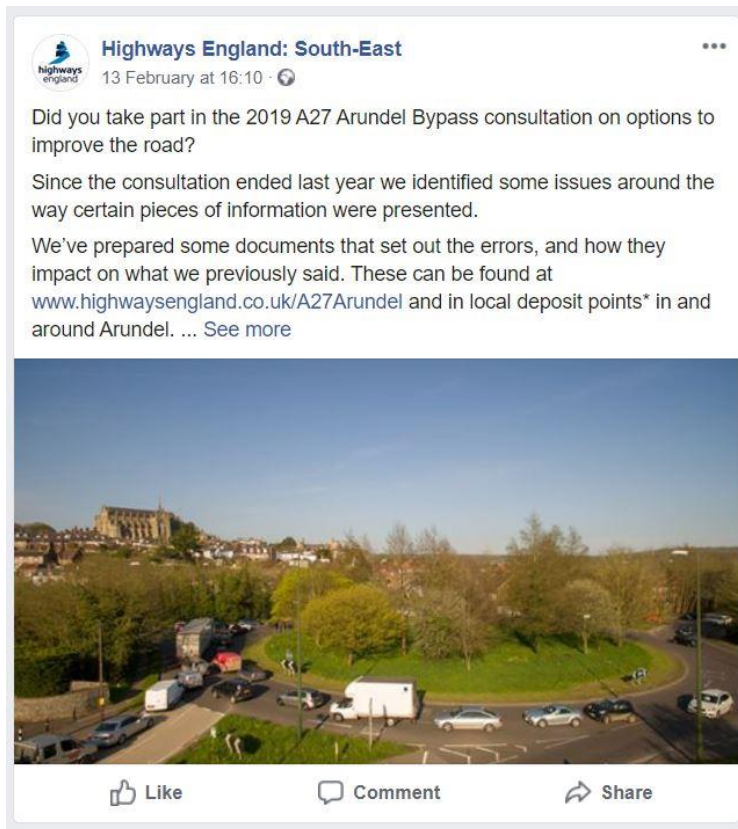 Highways England: South-East
highways
england
13 February at 16:10 ·
Did you take part in the 2019 A27 Arundel Bypass consultation on options to
improve the road?
Since the consultation ended last year we identified some issues around the
way certain pieces of information were presented.
We've prepared some documents that set out the errors, and how they
impact on what we previously said. These can be found at
www.highwaysengland.co.uk/A27Arundel and in local deposit points* in and
around Arundel. ... See more
Like
Comment
Share